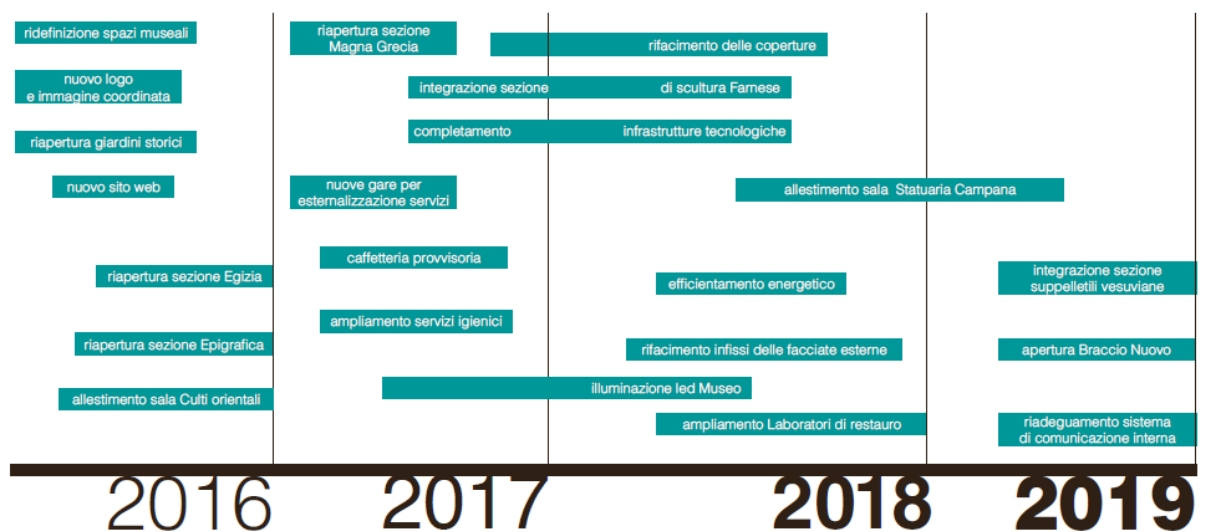 ridefinizione spazi museali
riapertura sezione
Magna Grecia
rifacimento delle coperture
nuovo logo
e immagine coordinata
integrazione sezione di scultura Farnese
riapertura giardini storici
completamento infrastrutture tecnologiche
nuovo sito web
nuove gare per
esternalizzazione servizi
allestimento sala Statuaria Campana
caffetteria provvisoria
riapertura sezione Egizia
efficientamento energetico
integrazione sezione
suppelletili vesuviane
ampliamento servizi igienici
riapertura sezione Epigrafica
rifacimento infissi delle facciate esterne
apertura Braccio Nuovo
illuminazione led Museo
allestimento sala Culti orientali
ampliamento Laboratori di restauro
riadeguamento sistema
di comunicazione interna
2016 2017 2018 2019